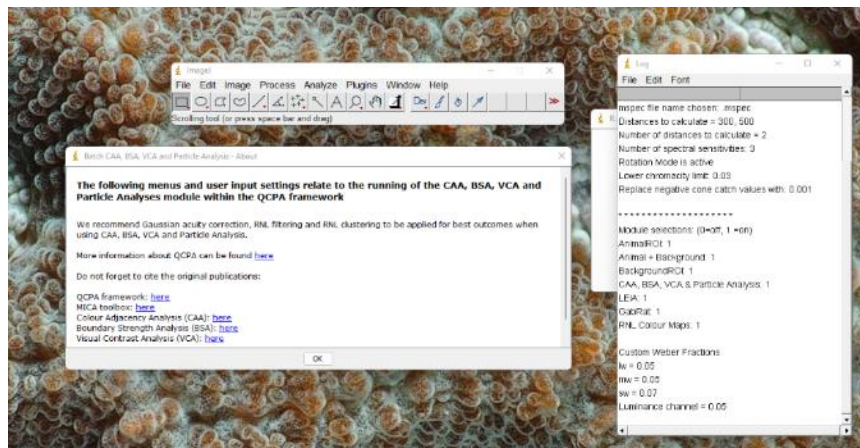 ImageJ
File Edit Image Process Analyze Plugins Window Help
Scrolling tool (or press space bar and drag)
Batch CAA, BSA, VCA and Particle Analysis - About
The following menus and user input settings relate to the running of the CAA, BSA, VCA and
Particle Analyses module within the QCPA framework
We recommend Gaussian acuity correction, RNL filtering and RNL clustering to be applied for best outcomes when
using CAA, BSA, VCA and Particle Analysis.
More information about QCPA can be found here
Do not forget to cite the original publications:
QCPA framework: here
MICA toolbox: here
Colour Adjacency Analysis (CAA): here
Boundary Strength Analysis (BSA): here
Visual Contrast Analysis (VCA): here
OK
Log
File Edit Font
mspec file name chosen: .mspec
Distances to calculate = 300, 500
Number of distances to calculate = 2
Number of spectral sensitivities: 3
Rotation Mode is active
Lower chromacity limit: 0.03
Replace negative cone catch values with: 0.001
* * * * * * * * * * * * * * * * * * * *
Module selections: (0=off, 1 =on)
AnimalROI: 1
Animal + Background: 1
BackgroundROI: 1
CAA, BSA, VCA & Particle Analysis: 1
LEIA: 1
GabRat: 1
RNL Colour Maps: 1
Custom Weber Fractions
lw = 0.05
mw = 0.05
sw = 0.07
Luminance channel = 0.05